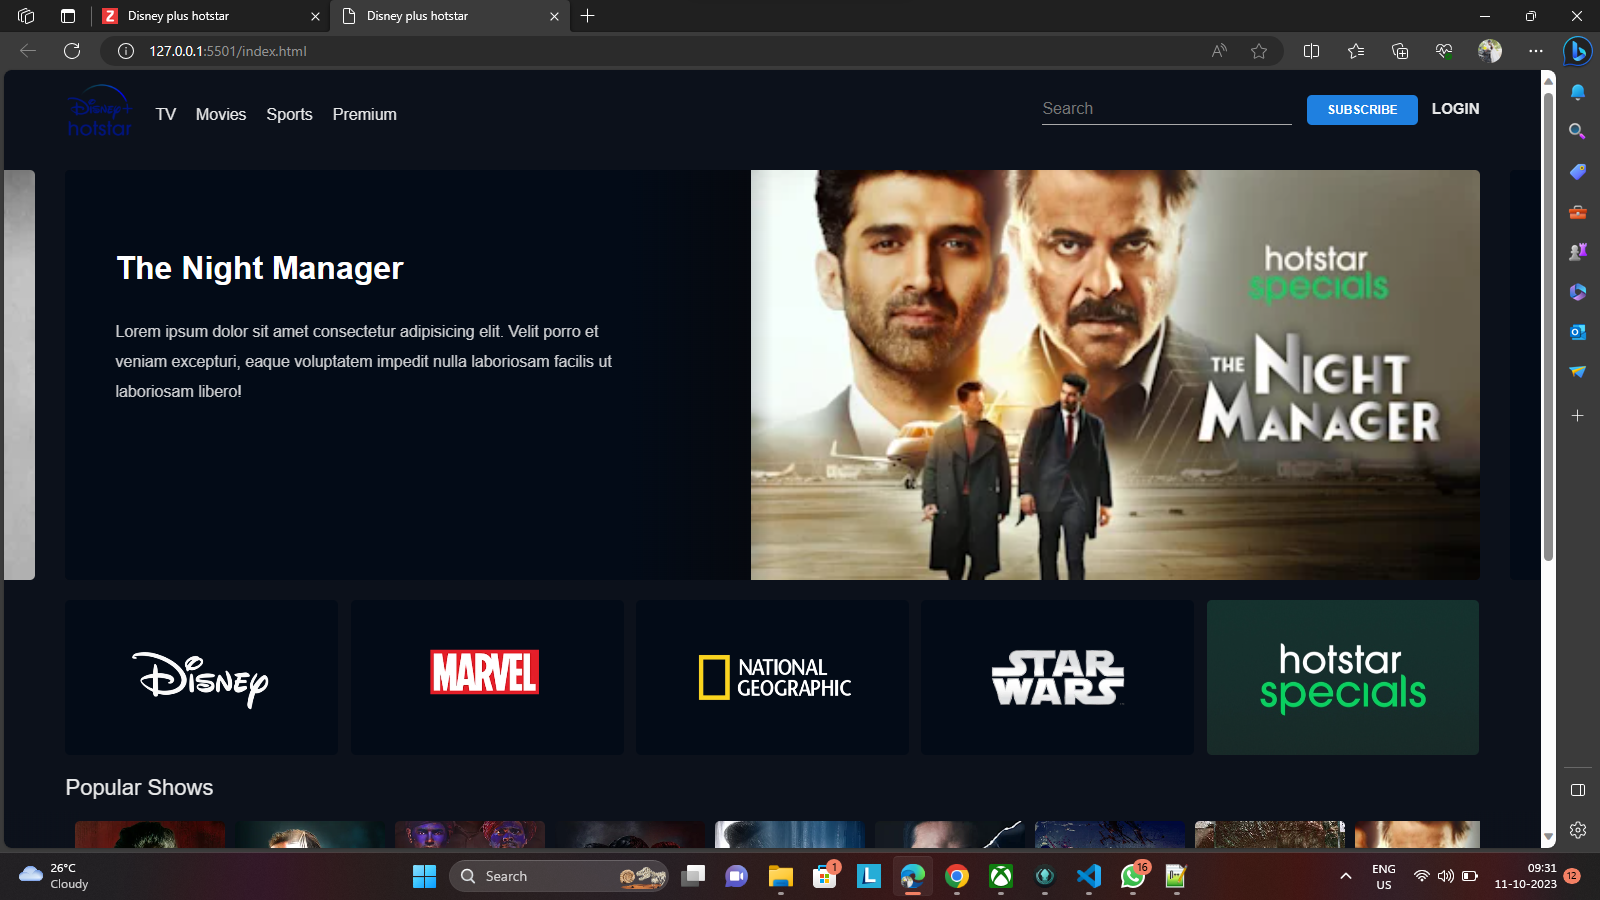 Disney plus hotstar
Disney plus hotstar
127.0.0.1:5501/index.html
Disney+
hotstar
TV Movies Sports Premium
Search
SUBSCRIBE
LOGIN
The Night Manager
Lorem ipsum dolor sit amet consectetur adipisicing elit. Velit porro et
veniam excepturi, eaque voluptatem impedit nulla laboriosam facilis ut
laboriosam libero!
hotstar
specials
THE NIGHT
MANAGER
DISNEY
MARVEL
NATIONAL
GEOGRAPHIC
STAR
WARS
hotstar
specials
Popular Shows
26°C
Cloudy
Search
1
16
ENG
US
09:31
11-10-2023
12